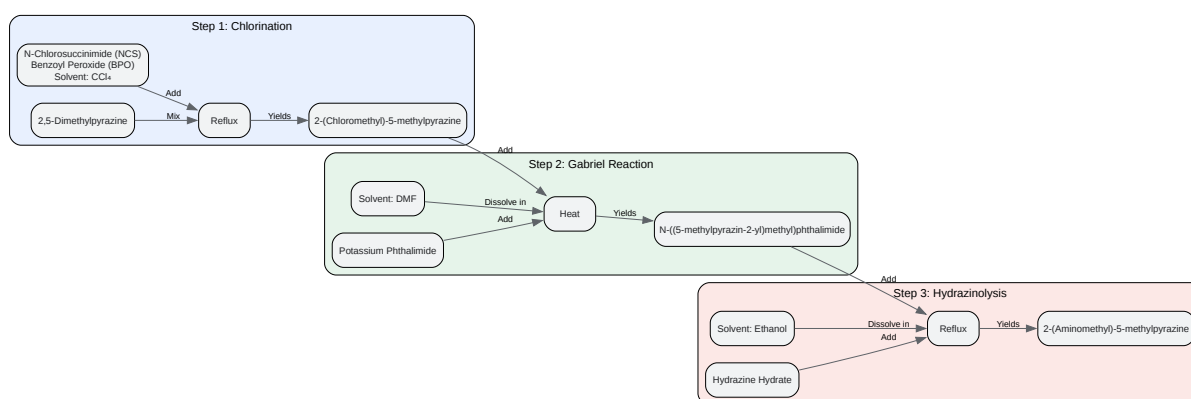 Step 1: Chlorination
N-Chlorosuccinimide (NCS)
Benzoyl Peroxide (BPO)
Solvent: CCl₄
Add
2,5-Dimethylpyrazine
Mix
Reflux
Yields
2-(Chloromethyl)-5-methylpyrazine
Add
Step 2: Gabriel Reaction
Solvent: DMF
Dissolve in
Add
Heat
Yields
Potassium Phthalimide
N-((5-methylpyrazin-2-yl)methyl)phthalimide
Add
Step 3: Hydrazinolysis
Solvent: Ethanol
Dissolve in
Add
Reflux
Yields
2-(Aminomethyl)-5-methylpyrazine
Hydrazine Hydrate